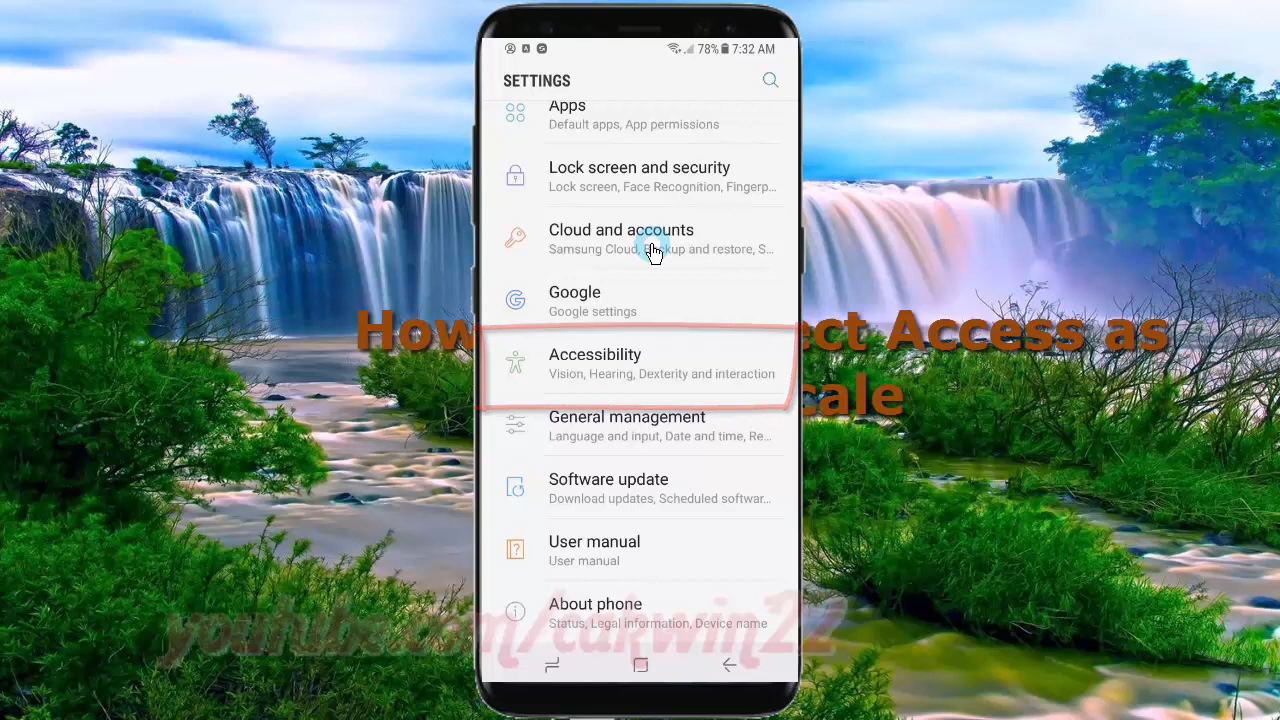 78% 7:32 AM
SETTINGS
Apps
Default apps, App permissions
Lock screen and security
Lock screen, Face Recognition, Fingerp...
Cloud and accounts
Samsung Cloud, Backup and restore, S...
Google
Google settings
How ect Access as
cale
Accessibility
Vision, Hearing, Dexterity and interaction
General management
Language and input, Date and time, Re...
Software update
Download updates, Scheduled softwar...
User manual
User manual
About phone
Status, Legal information, Device name
youtube.com/cakwin22